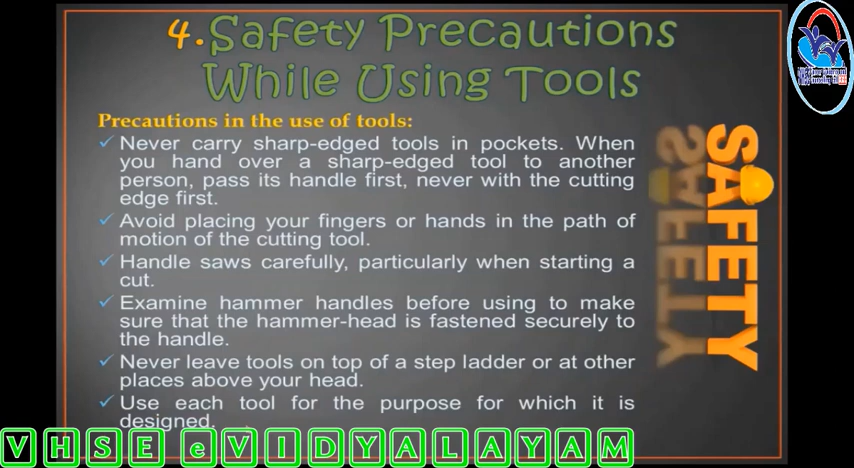 4.Safety Precautions
While Using Tools
Precautions in the use of tools:
✓ Never carry sharp-edged tools in pockets. When
you hand over a sharp-edged tool to another
person, pass its handle first, never with the cutting
edge first.
✓ Avoid placing your fingers or hands in the path of
motion of the cutting tool.
✓ Handle saws carefully, particularly when starting a
cut.
✓ Examine hammer handles before using to make
sure that the hammer-head is fastened securely to
the handle.
✓ Never leave tools on top of a step ladder or at other
places above your head.
✓ Use each tool for the purpose for which it is
designed.
SAFETY
VHSE eVIDYALAYAM